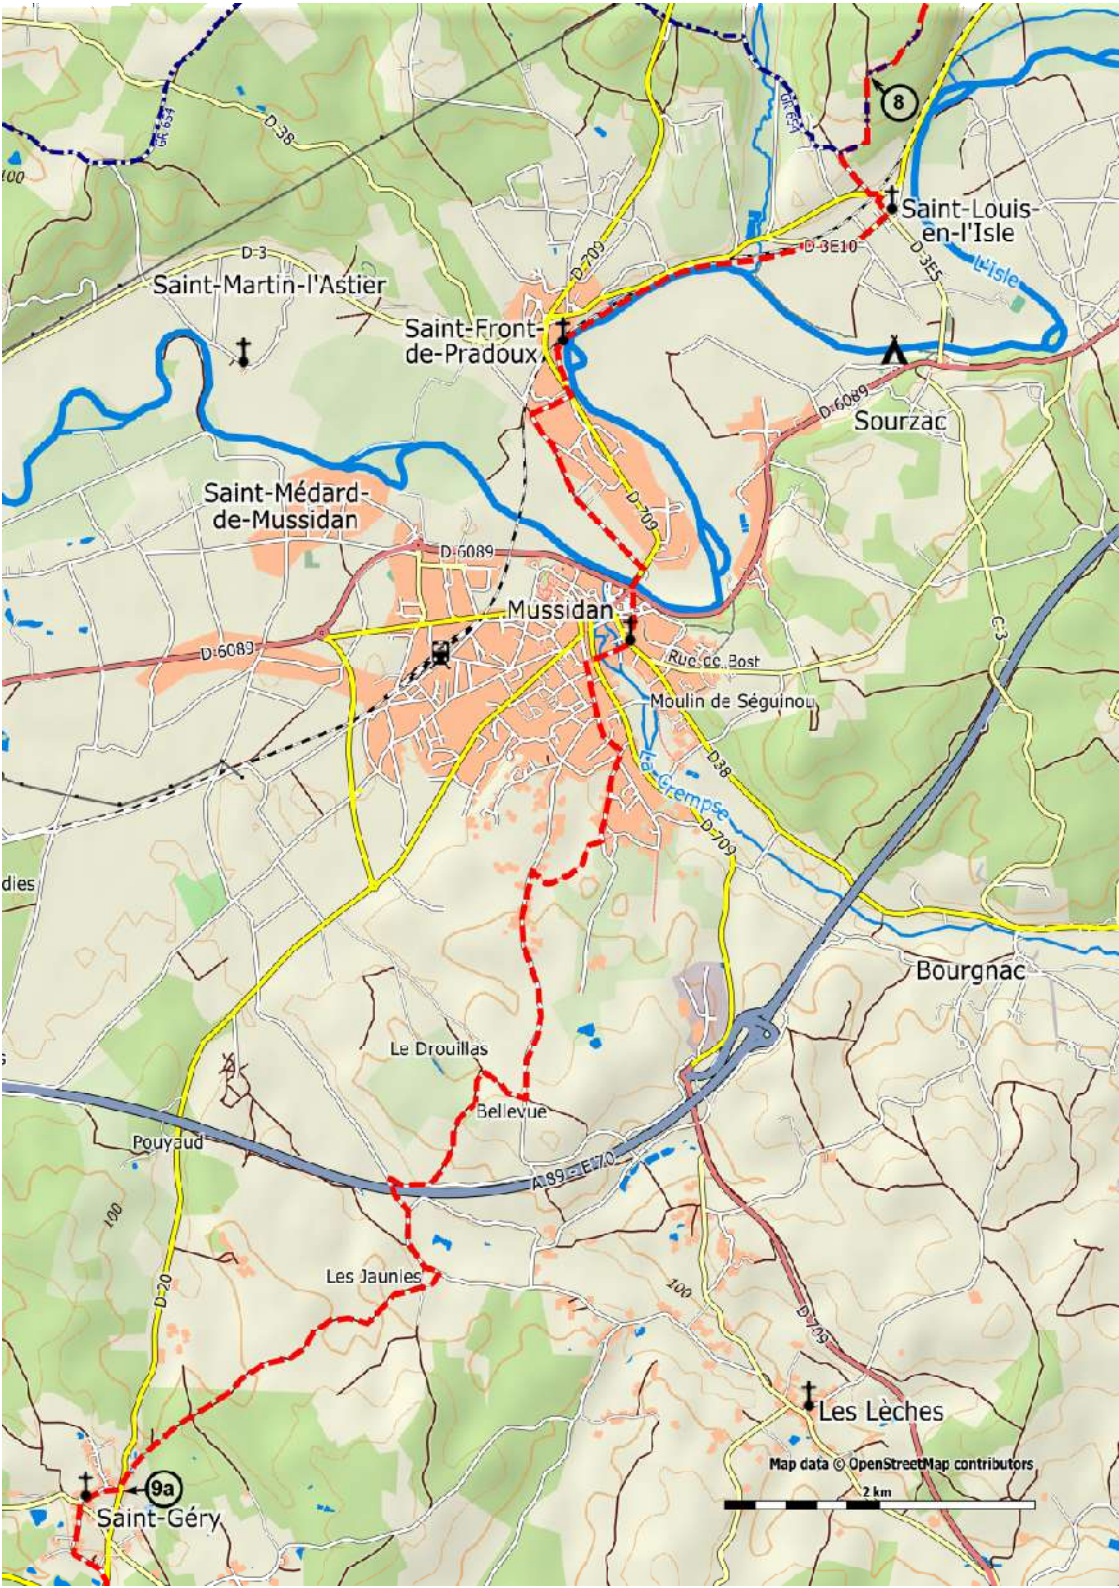 8
GR 654
GR 654
D-38
100
Saint-Louis-
en-l'Isle
D 3E10
D-709
D-3E5
L'Isle
D-3
Saint-Martin-l'Astier
Saint-Front-
de-Pradoux
D-6089
Sourzac
Saint-Médard-
de-Mussidan
D-709
D-6089
Mussidan
C-3
D-6089
Rue de Bost
Moulin de Séguinou
D38
La Crempse
D-709
dies
Bourgnac
Le Drouillas
s
Bellevue
Pouyaud
A 89 - E 70
100
Les Jaunies
100
D-20
D-709
Les Lèches
Map data © OpenStreetMap contributors
9a
2 km
Saint-Géry